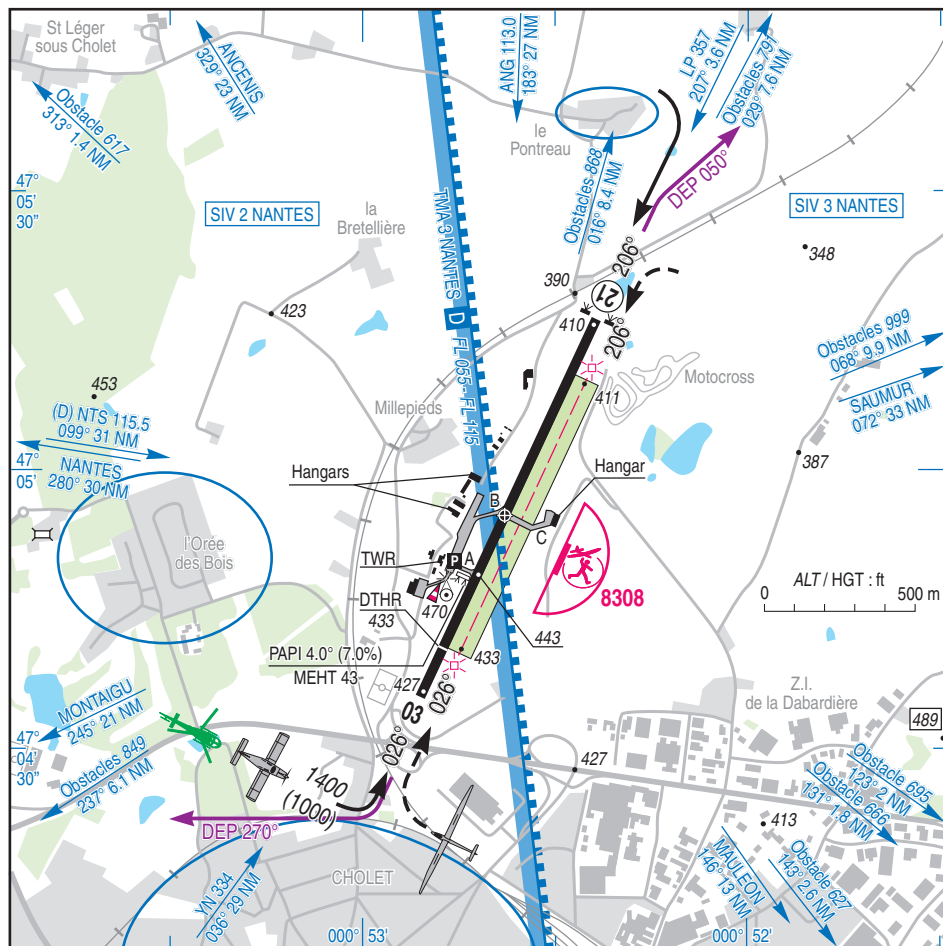 St Léger
sous Cholet
ANCENIS
329° 23 NM
Obstacle 617
313° 1.4 NM
ANG 113.0
183° 27 NM
LP 357
207° 3.6 NM
Obstacles 791
029° 7.6 NM
le
Pontreau
DEP 050°
Obstacles 868
016° 8.4 NM
47°
05'
30"
SIV 2 NANTES
SIV 3 NANTES
la
Bretellière
TMA 3 NANTES
D
FL 055 - FL 115
206°
348
390
21
206°
423
410
Obstacles 999
068° 9.9 NM
SAUMUR
072° 33 NM
Motocross
411
453
Millepieds
(D) NTS 115.5
099° 31 NM
NANTES
280° 30 NM
387
47°
05'
Hangars
Hangar
B
C
l'Orée
des Bois
TWR
P
A
ALT / HGT : ft
0
500 m
8308
DTHR
433
470
443
PAPI 4.0° (7.0%)
MEHT 43
433
427
03
026°
026°
Z.I.
de la Dabardière
489
MONTAIGU
245° 21 NM
47°
04'
30"
Obstacles 849
237° 6.1 NM
427
1400
(1000)
Obstacle 695
123° 2 NM
Obstacle 666
131° 1.8 NM
413
DEP 270°
CHOLET
YN 334
036° 29 NM
MAULEON
146° 13 NM
Obstacle 627
143° 2.6 NM
000° 53'
000° 52'